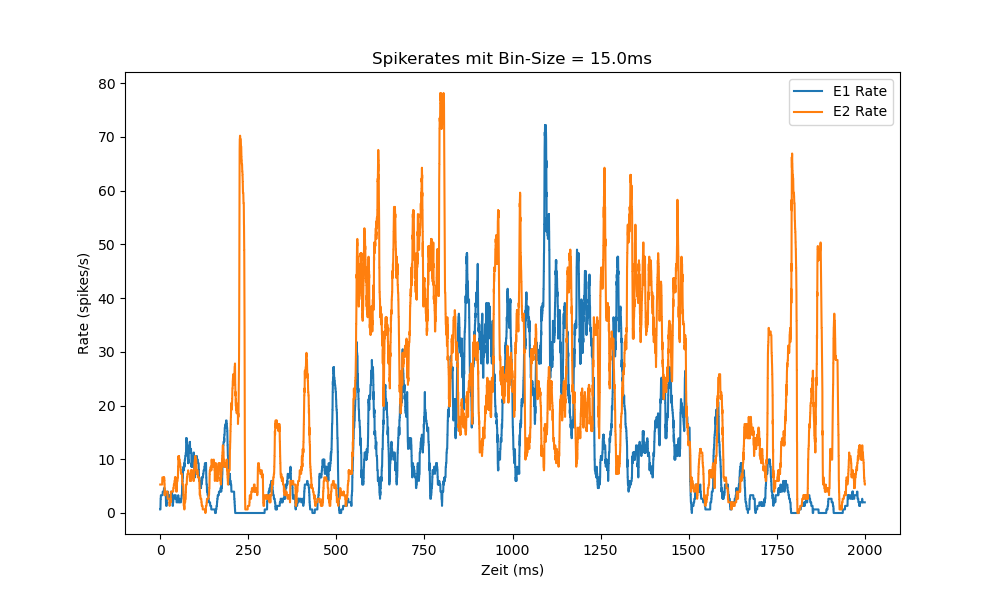 Spikerates mit Bin-Size = 15.0ms
E1 Rate
E2 Rate
Rate (spikes/s)
80
70
60
50
40
30
20
10
0
0 250 500 750 1000 1250 1500 1750 2000
Zeit (ms)